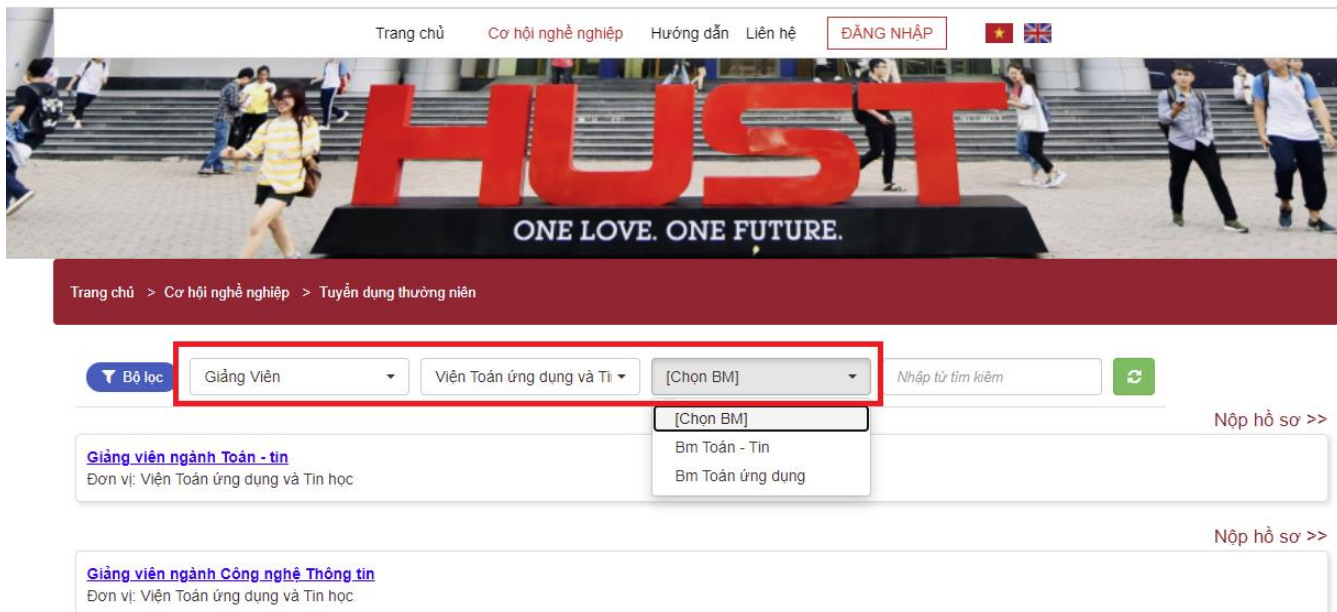 Trang chủ Cơ hội nghề nghiệp Hướng dẫn Liên hệ ĐĂNG NHẬP
HUST
ONE LOVE. ONE FUTURE.
Trang chủ > Cơ hội nghề nghiệp > Tuyển dụng thường niên
Bộ lọc Giảng Viên Viện Toán ứng dụng và Ti [Chọn BM] Nhập từ tìm kiêm
[Chọn BM]
Bm Toán - Tin
Bm Toán ứng dụng
Nộp hồ sơ >>
Giảng viên ngành Toán - tin
Đơn vị: Viện Toán ứng dụng và Tin học
Nộp hồ sơ >>
Giảng viên ngành Công nghệ Thông tin
Đơn vị: Viện Toán ứng dụng và Tin học